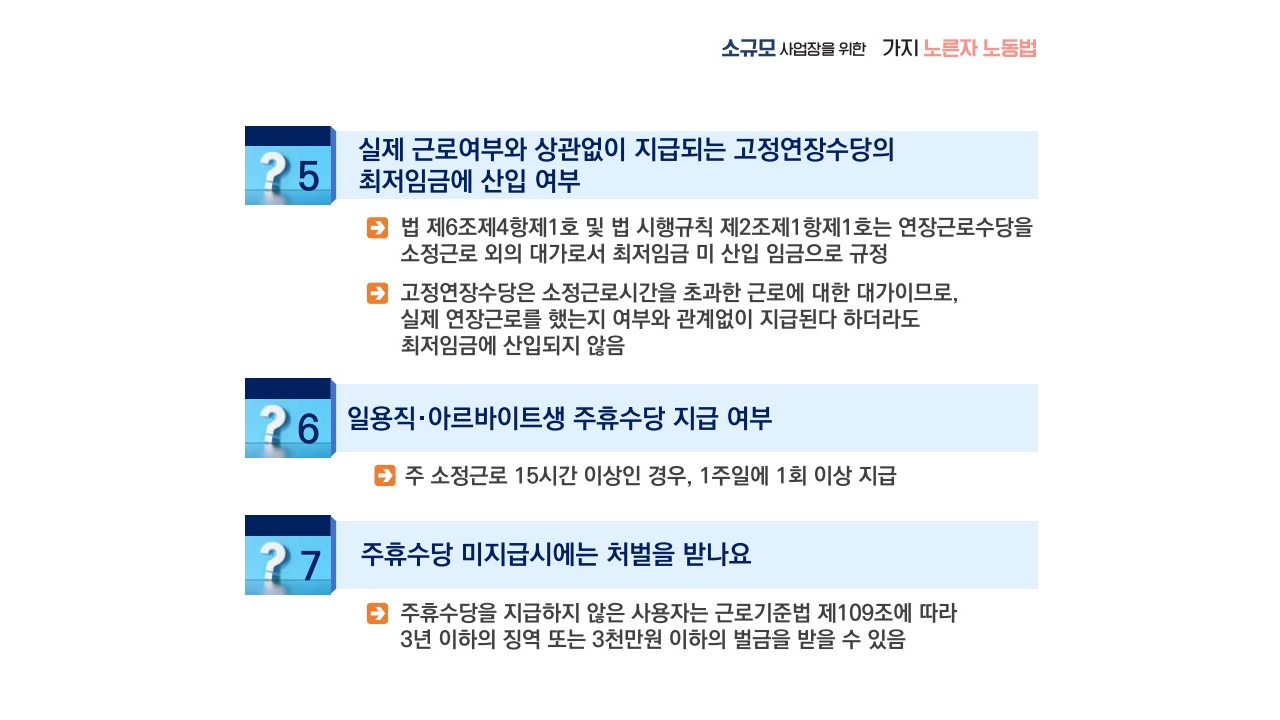 소규모 사업장을 위한 가지 노른자 노동법
? 5 실제 근로여부와 상관없이 지급되는 고정연장수당의
최저임금에 산입 여부
법 제6조제4항제1호 및 법 시행규칙 제2조제1항제1호는 연장근로수당을
소정근로 외의 대가로서 최저임금 미 산입 임금으로 규정
고정연장수당은 소정근로시간을 초과한 근로에 대한 대가이므로,
실제 연장근로를 했는지 여부와 관계없이 지급된다 하더라도
최저임금에 산입되지 않음
? 6 일용직·아르바이트생 주휴수당 지급 여부
주 소정근로 15시간 이상인 경우, 1주일에 1회 이상 지급
? 7 주휴수당 미지급시에는 처벌을 받나요
주휴수당을 지급하지 않은 사용자는 근로기준법 제109조에 따라
3년 이하의 징역 또는 3천만원 이하의 벌금을 받을 수 있음